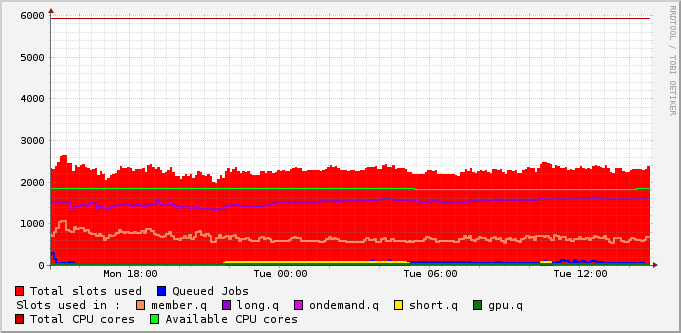 6000
5000
4000
3000
2000
1000
0
Mon 18:00 Tue 00:00 Tue 06:00 Tue 12:00
RRDTOOL / TOBI OETIKER
Total slots used Queued Jobs
Slots used in : member.q long.q ondemand.q short.q gpu.q
Total CPU cores Available CPU cores